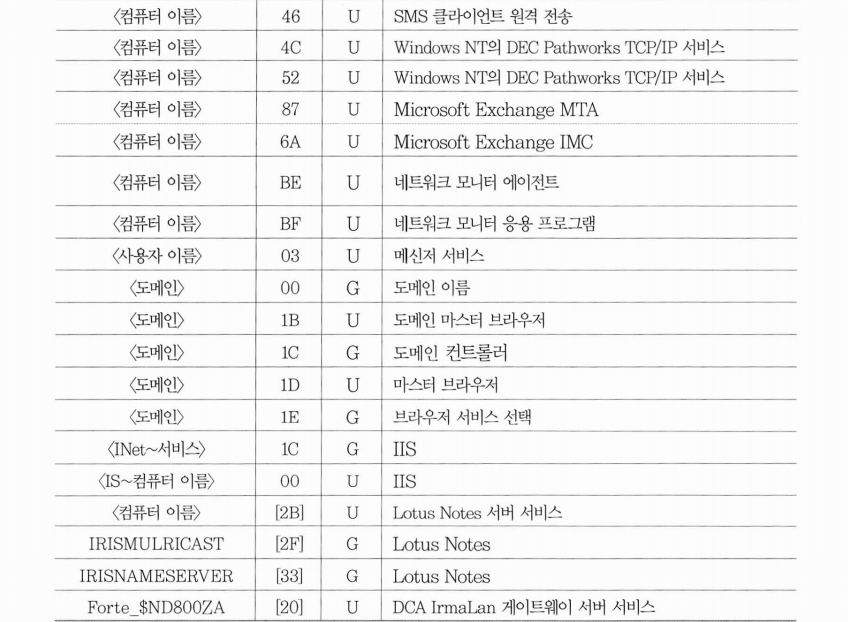 〈컴퓨터 이름〉 46 U SMS 클라이언트 원격 전송
〈컴퓨터 이름〉 4C U Windows NT의 DEC Pathworks TCP/IP 서비스
〈컴퓨터 이름〉 52 U Windows NT의 DEC Pathworks TCP/IP 서비스
〈컴퓨터 이름〉 87 U Microsoft Exchange MTA
〈컴퓨터 이름〉 6A U Microsoft Exchange IMC
〈컴퓨터 이름〉 BE U 네트워크 모니터 에이전트
〈컴퓨터 이름〉 BF U 네트워크 모니터 응용 프로그램
〈사용자 이름〉 03 U 메신저 서비스
〈도메인〉 00 G 도메인 이름
〈도메인〉 1B U 도메인 마스터 브라우저
〈도메인〉 1C G 도메인 컨트롤러
〈도메인〉 1D U 마스터 브라우저
〈도메인〉 1E G 브라우저 서비스 선택
〈INet~서비스〉 1C G IIS
〈IS~컴퓨터 이름〉 00 U IIS
〈컴퓨터 이름〉 [2B] U Lotus Notes 서버 서비스
IRISMULRICAST [2F] G Lotus Notes
IRISNAMESERVER [33] G Lotus Notes
Forte_$ND800ZA [20] U DCA IrmaLan 게이트웨이 서버 서비스